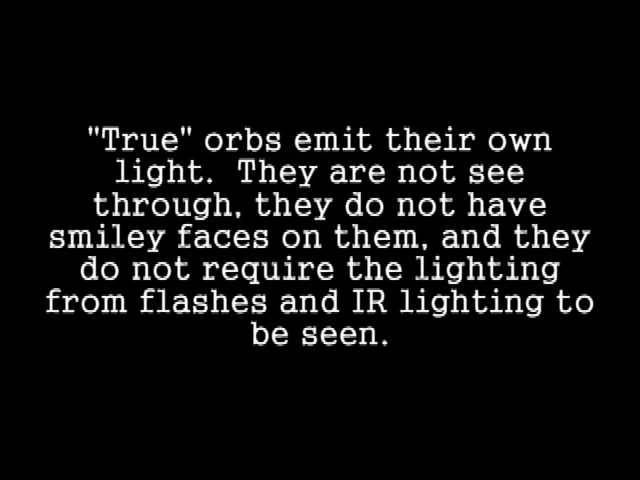 "True" orbs emit their own
light.  They are not see
through, they do not have
smiley faces on them, and they
do not require the lighting
from flashes and IR lighting to
be seen.